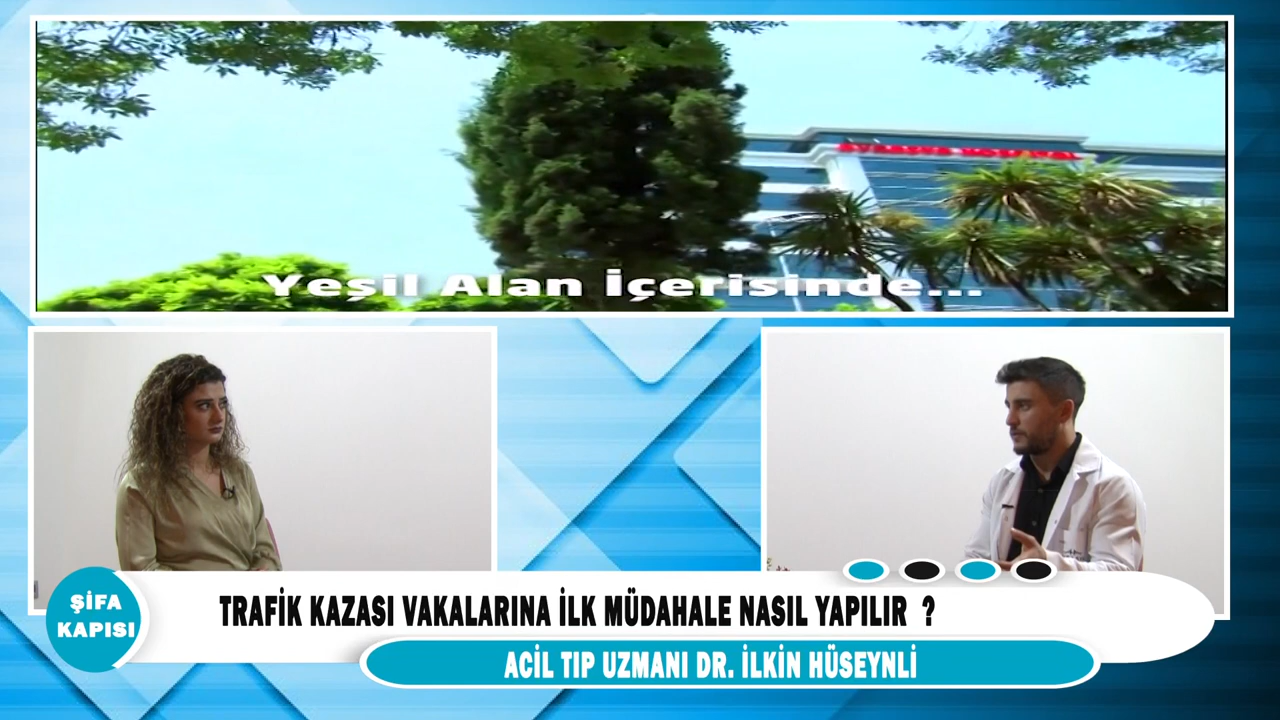 Yeşil Alan İçerisinde...
ŞİFA
KAPISI
TRAFİK KAZASI VAKALARINA İLK MÜDAHALE NASIL YAPILIR ?
ACİL TIP UZMANI DR. İLKİN HÜSEYNLİ